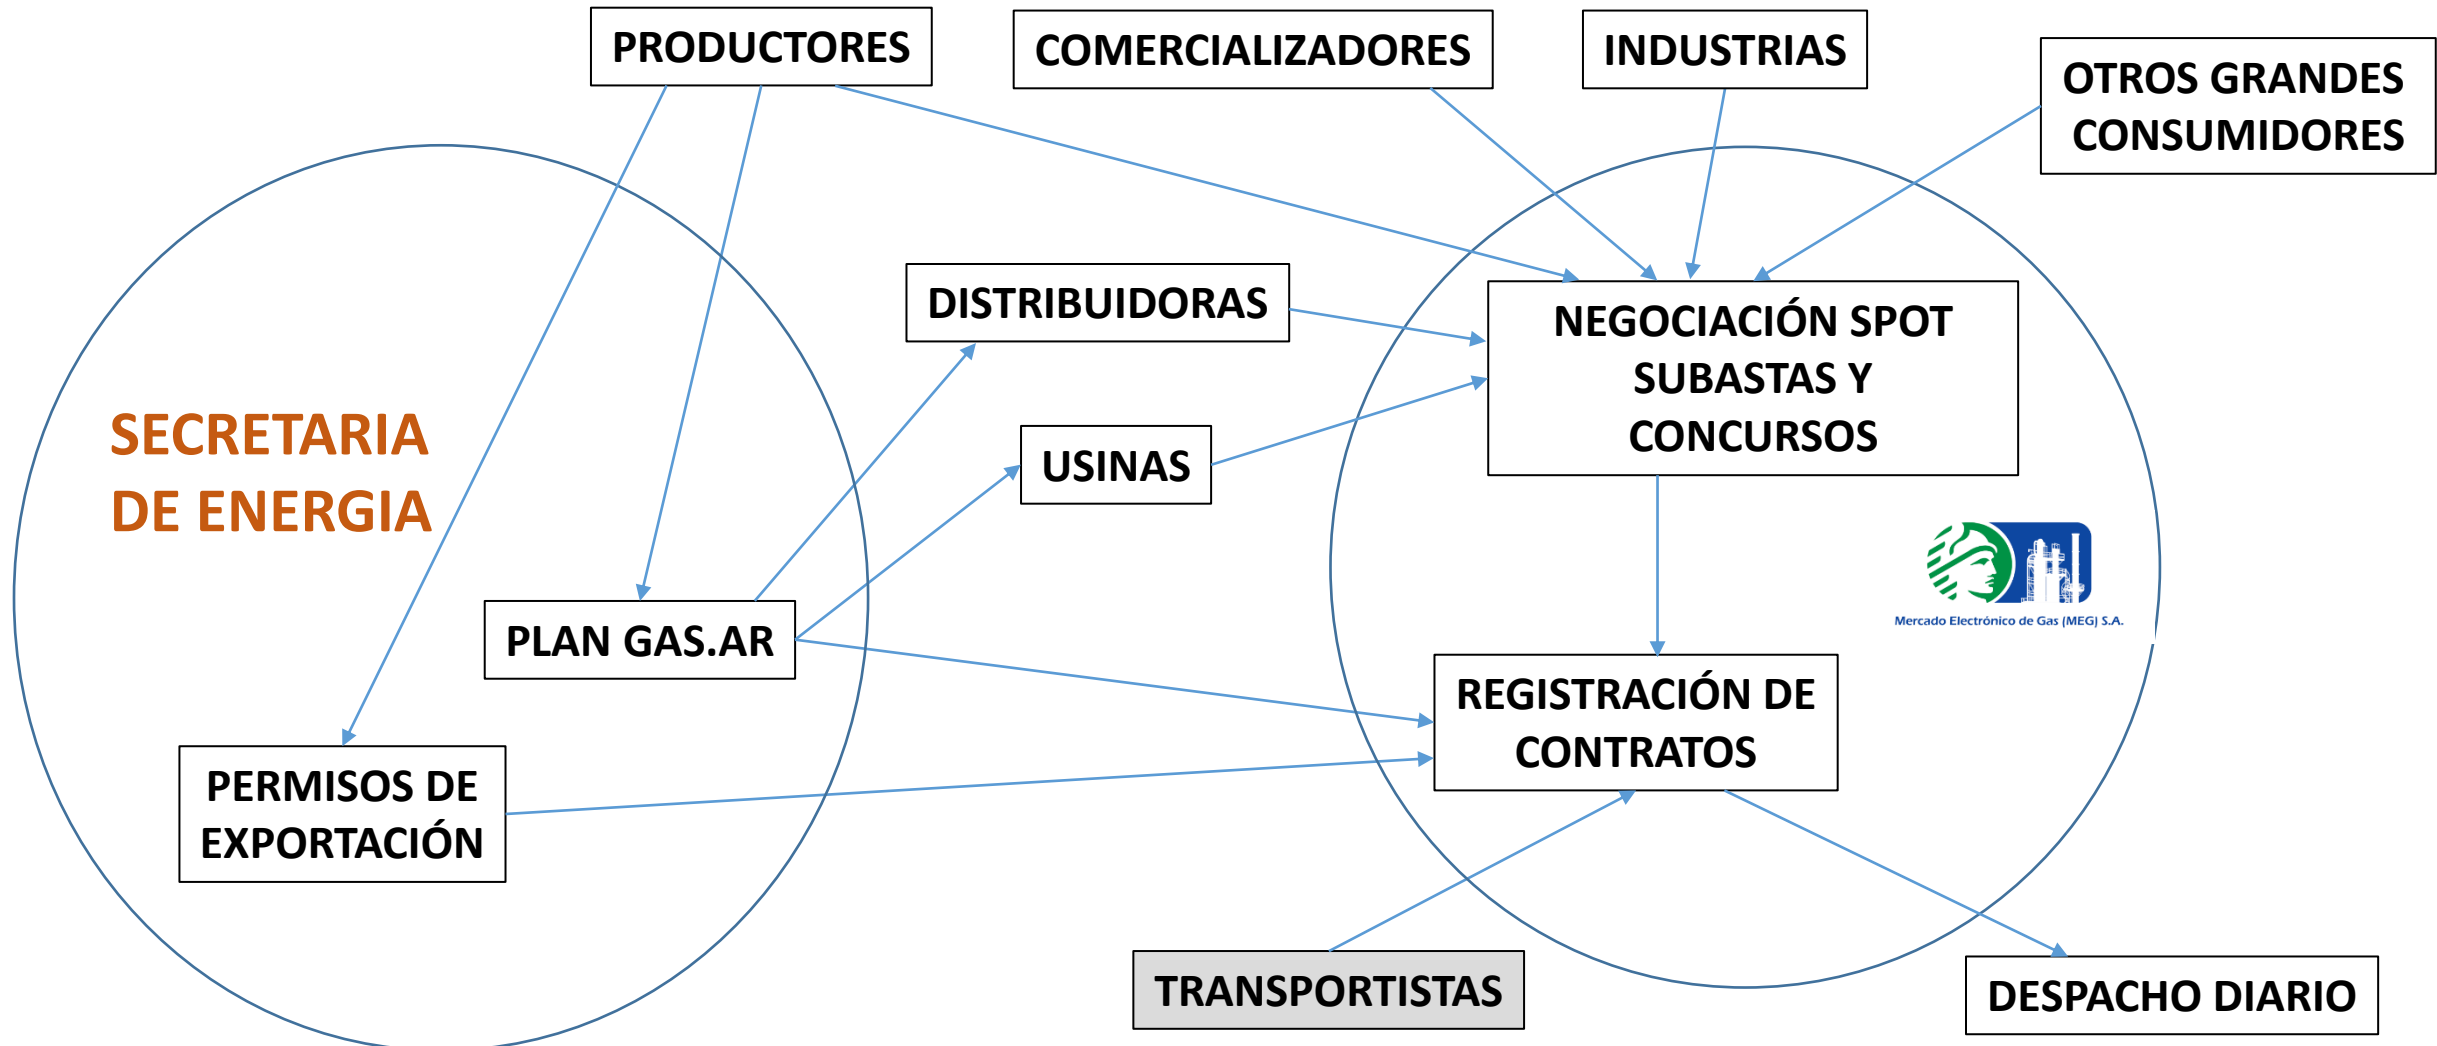 PRODUCTORES
COMERCIALIZADORES
INDUSTRIAS
OTROS GRANDES
CONSUMIDORES
DISTRIBUIDORAS
NEGOCIACIÓN SPOT
SUBASTAS Y
CONCURSOS
SECRETARIA
DE ENERGIA
USINAS
Mercado Electrónico de Gas (MEG) S.A.
PLAN GAS.AR
REGISTRACIÓN DE
CONTRATOS
PERMISOS DE
EXPORTACIÓN
TRANSPORTISTAS
DESPACHO DIARIO